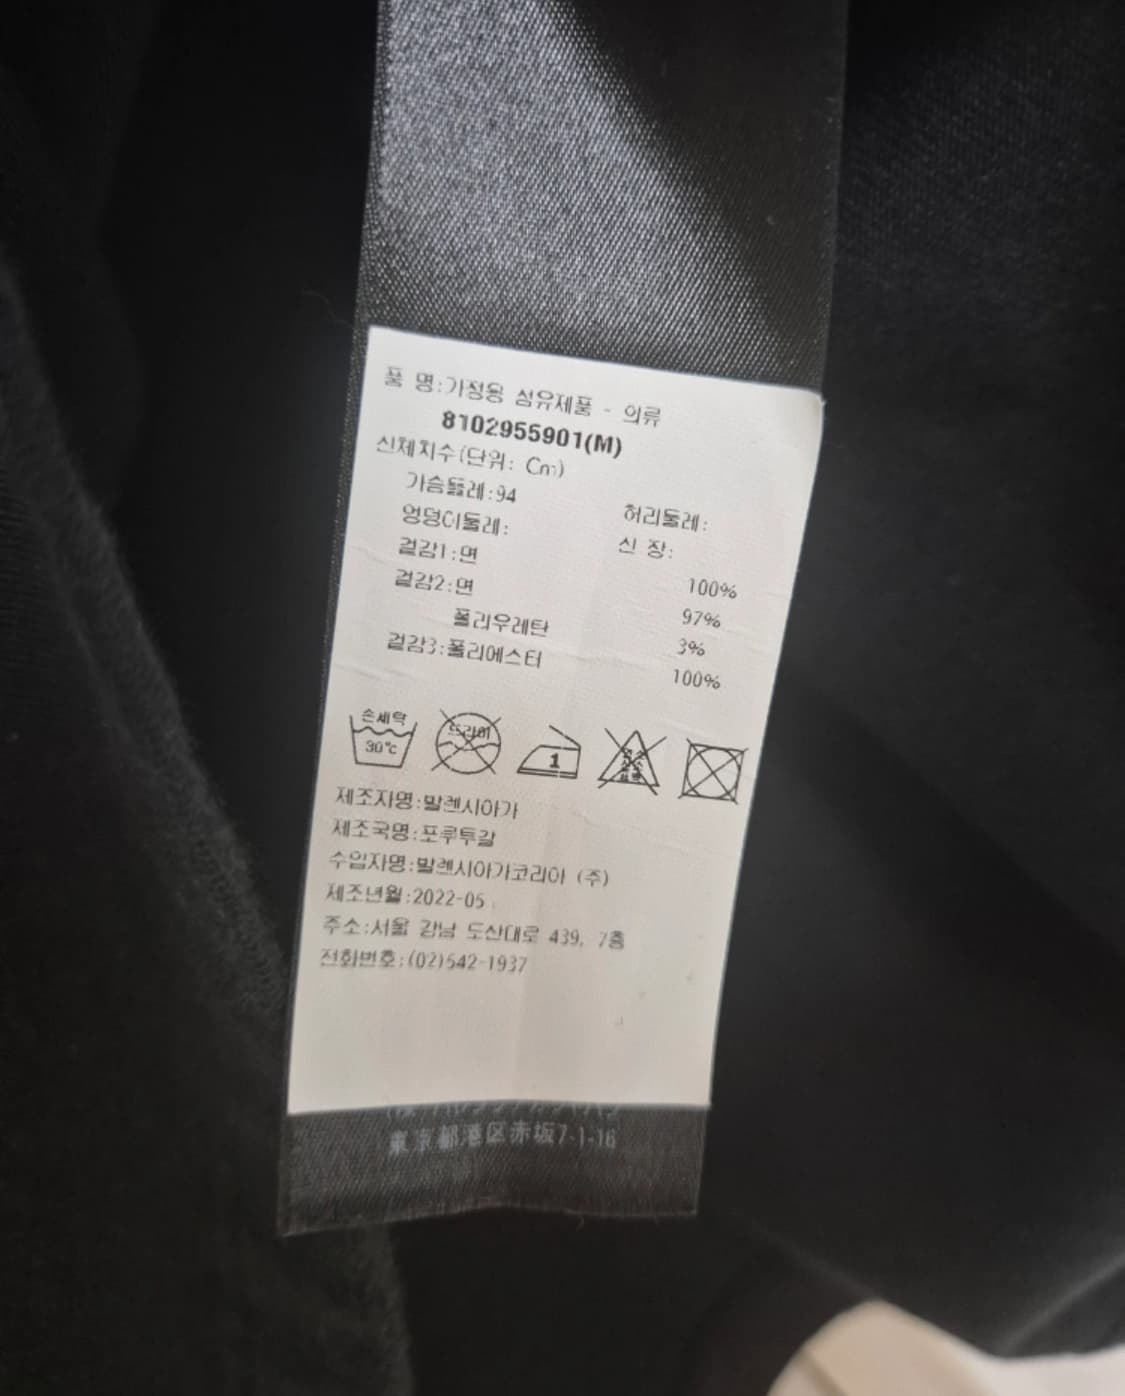 품 명:가정용 섬유제품 - 의류
8102955901(M)
신체치수(단위: Cm)
가슴둘레:94
허리둘레:
엉덩이둘레:
신 장:
겉감1:면 100%
겉감2:면 97%
폴리우레탄 3%
겉감3:폴리에스터 100%
손세탁
30℃
드라이
1
제조자명:발렌시아가
제조국명:포루투갈
수입자명:발렌시아가코리아 (주)
제조년월:2022-05
주소:서울 강남 도산대로 439, 7층
전화번호:(02)542-1937
東京都港区赤坂7-1-16